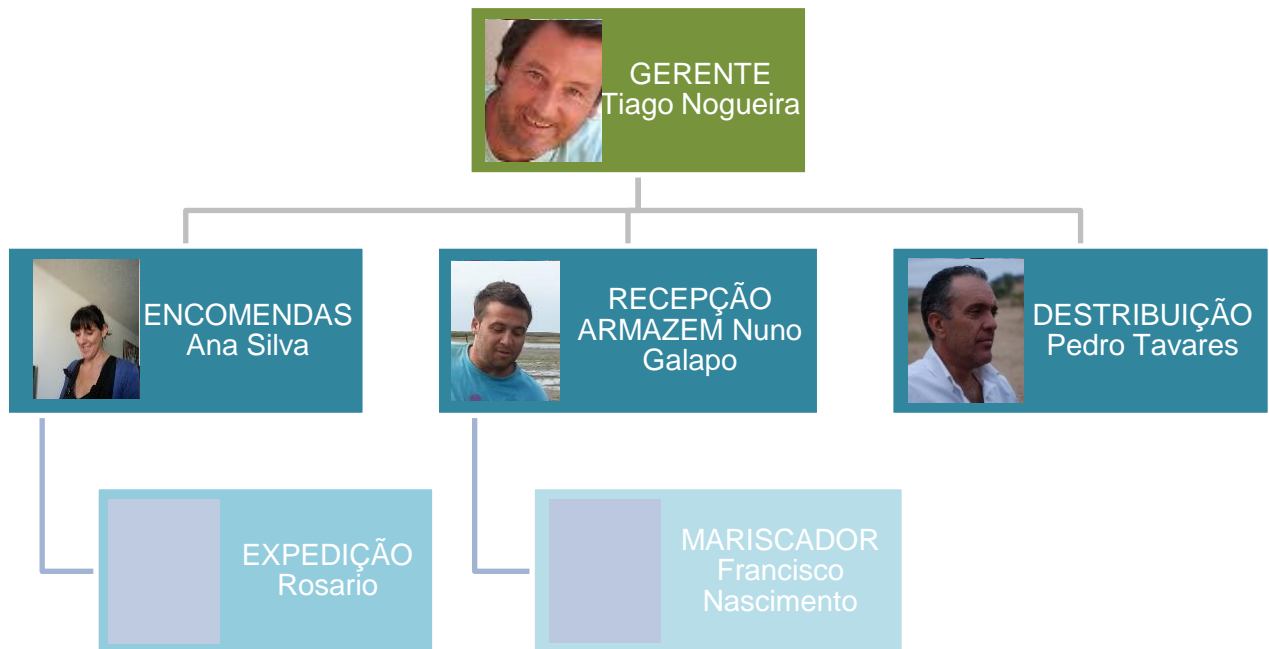 GERENTE
Tiago Nogueira
ENCOMENDAS
Ana Silva
RECEPÇÃO
ARMAZEM Nuno
Galapo
DESTRIBUIÇÃO
Pedro Tavares
EXPEDIÇÃO
Rosario
MARISCADOR
Francisco
Nascimento